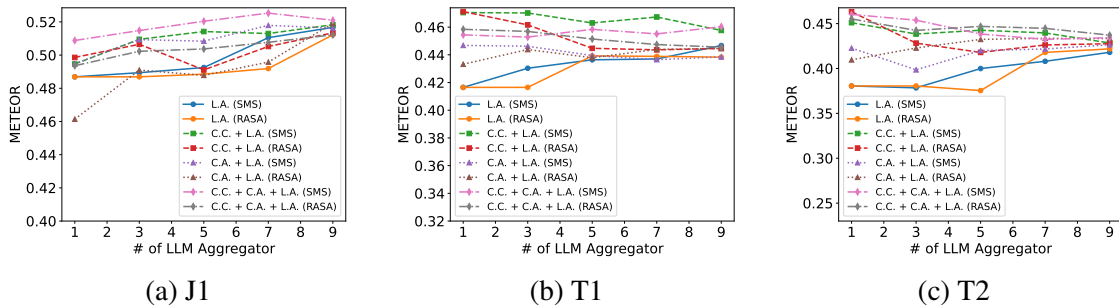 METEOR
0.52
0.50
0.48
0.46
0.44
0.42
0.40
L.A. (SMS)
L.A. (RASA)
C.C. + L.A. (SMS)
C.C. + L.A. (RASA)
C.A. + L.A. (SMS)
C.A. + L.A. (RASA)
C.C. + C.A. + L.A. (SMS)
C.C. + C.A. + L.A. (RASA)
1 2 3 4 5 6 7 8 9
# of LLM Aggregator
(a) J1
METEOR
0.46
0.44
0.42
0.40
0.38
0.36
0.34
0.32
L.A. (SMS)
L.A. (RASA)
C.C. + L.A. (SMS)
C.C. + L.A. (RASA)
C.A. + L.A. (SMS)
C.A. + L.A. (RASA)
C.C. + C.A. + L.A. (SMS)
C.C. + C.A. + L.A. (RASA)
1 2 3 4 5 6 7 8 9
# of LLM Aggregator
(b) T1
METEOR
0.45
0.40
0.35
0.30
0.25
L.A. (SMS)
L.A. (RASA)
C.C. + L.A. (SMS)
C.C. + L.A. (RASA)
C.A. + L.A. (SMS)
C.A. + L.A. (RASA)
C.C. + C.A. + L.A. (SMS)
C.C. + C.A. + L.A. (RASA)
1 2 3 4 5 6 7 8 9
# of LLM Aggregator
(c) T2